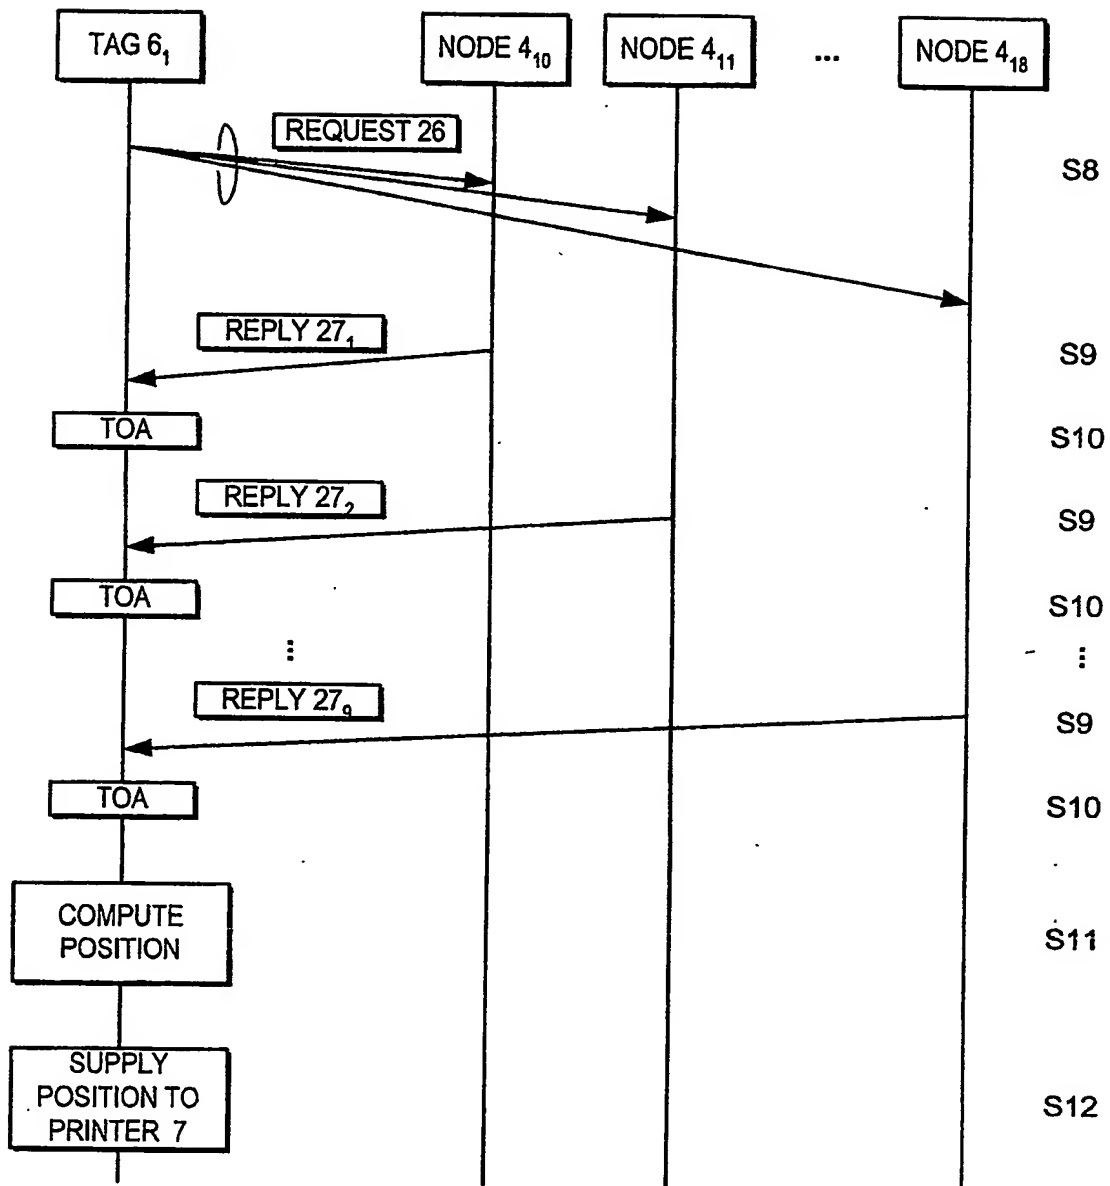 TAG 6₁
NODE 4₁₀
NODE 4₁₁
...
NODE 4₁₈
REQUEST 26
S8
REPLY 27₁
S9
TOA
S10
REPLY 27₂
S9
TOA
S10
...
...
REPLY 27₉
S9
TOA
S10
COMPUTE
POSITION
S11
SUPPLY
POSITION TO
PRINTER 7
S12